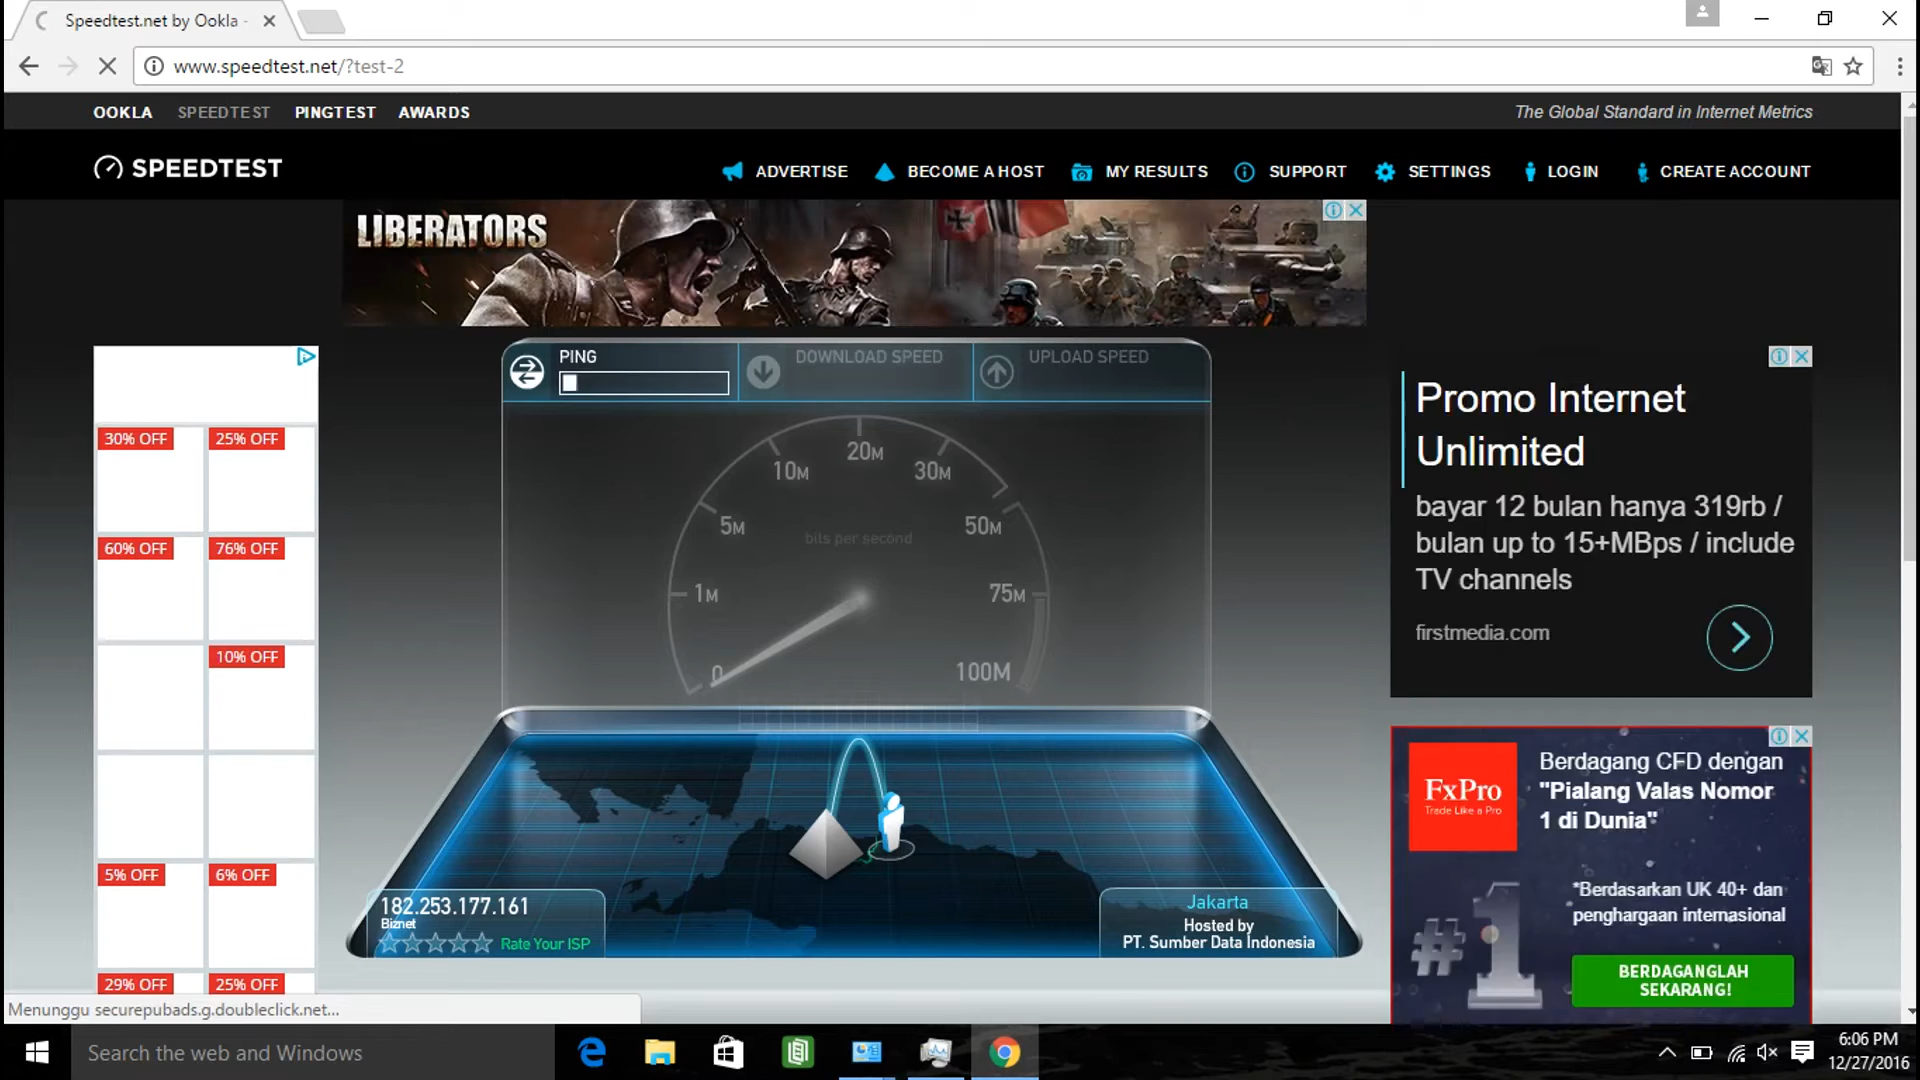 Speedtest.net by Ookla -
www.speedtest.net/?test-2
OOKLA SPEEDTEST PINGTEST AWARDS
The Global Standard in Internet Metrics
SPEEDTEST
ADVERTISE BECOME A HOST MY RESULTS SUPPORT SETTINGS LOGIN CREATE ACCOUNT
LIBERATORS
PING
DOWNLOAD SPEED
UPLOAD SPEED
30% OFF 25% OFF
60% OFF 76% OFF
10% OFF
5% OFF 6% OFF
29% OFF 25% OFF
20M
10M 30M
5M 50M
bits per second
1M 75M
0 100M
182.253.177.161
Biznet
Rate Your ISP
Jakarta
Hosted by
PT. Sumber Data Indonesia
Promo Internet
Unlimited
bayar 12 bulan hanya 319rb /
bulan up to 15+MBps / include
TV channels
firstmedia.com
FxPro
Trade Like a Pro
Berdagang CFD dengan
"Pialang Valas Nomor
1 di Dunia"
*Berdasarkan UK 40+ dan
penghargaan internasional
#1
BERDAGANGLAH
SEKARANG!
Menunggu securepubads.g.doubleclick.net...
Search the web and Windows
6:06 PM
12/27/2016